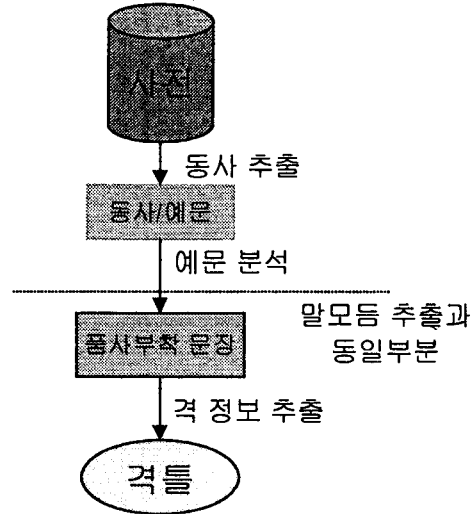 사전
동사 추출
동사/예문
예문 분석
말모듬 추출과
동일부분
품사부착 문장
격 정보 추출
격틀